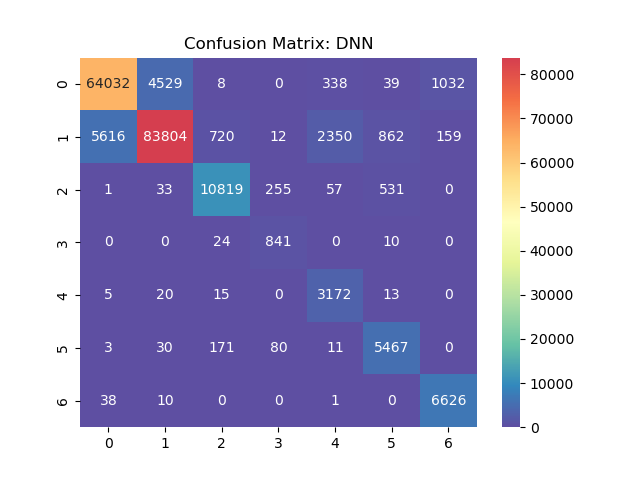 Confusion Matrix: DNN
0 64032 4529 8 0 338 39 1032
1 5616 83804 720 12 2350 862 159
2 1 33 10819 255 57 531 0
3 0 0 24 841 0 10 0
4 5 20 15 0 3172 13 0
5 3 30 171 80 11 5467 0
6 38 10 0 0 1 0 6626
0 1 2 3 4 5 6
80000
70000
60000
50000
40000
30000
20000
10000
0